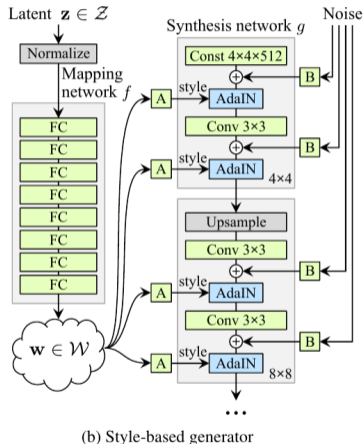 Latent z ∈ Z
Normalize
Mapping
network f
FC
FC
FC
FC
FC
FC
FC
FC
w ∈ W
Synthesis network g
Noise
Const 4×4×512
B
A
style
AdaIN
Conv 3×3
B
A
style
AdaIN
4×4
Upsample
Conv 3×3
B
A
style
AdaIN
Conv 3×3
B
A
style
AdaIN
8×8
...
(b) Style-based generator